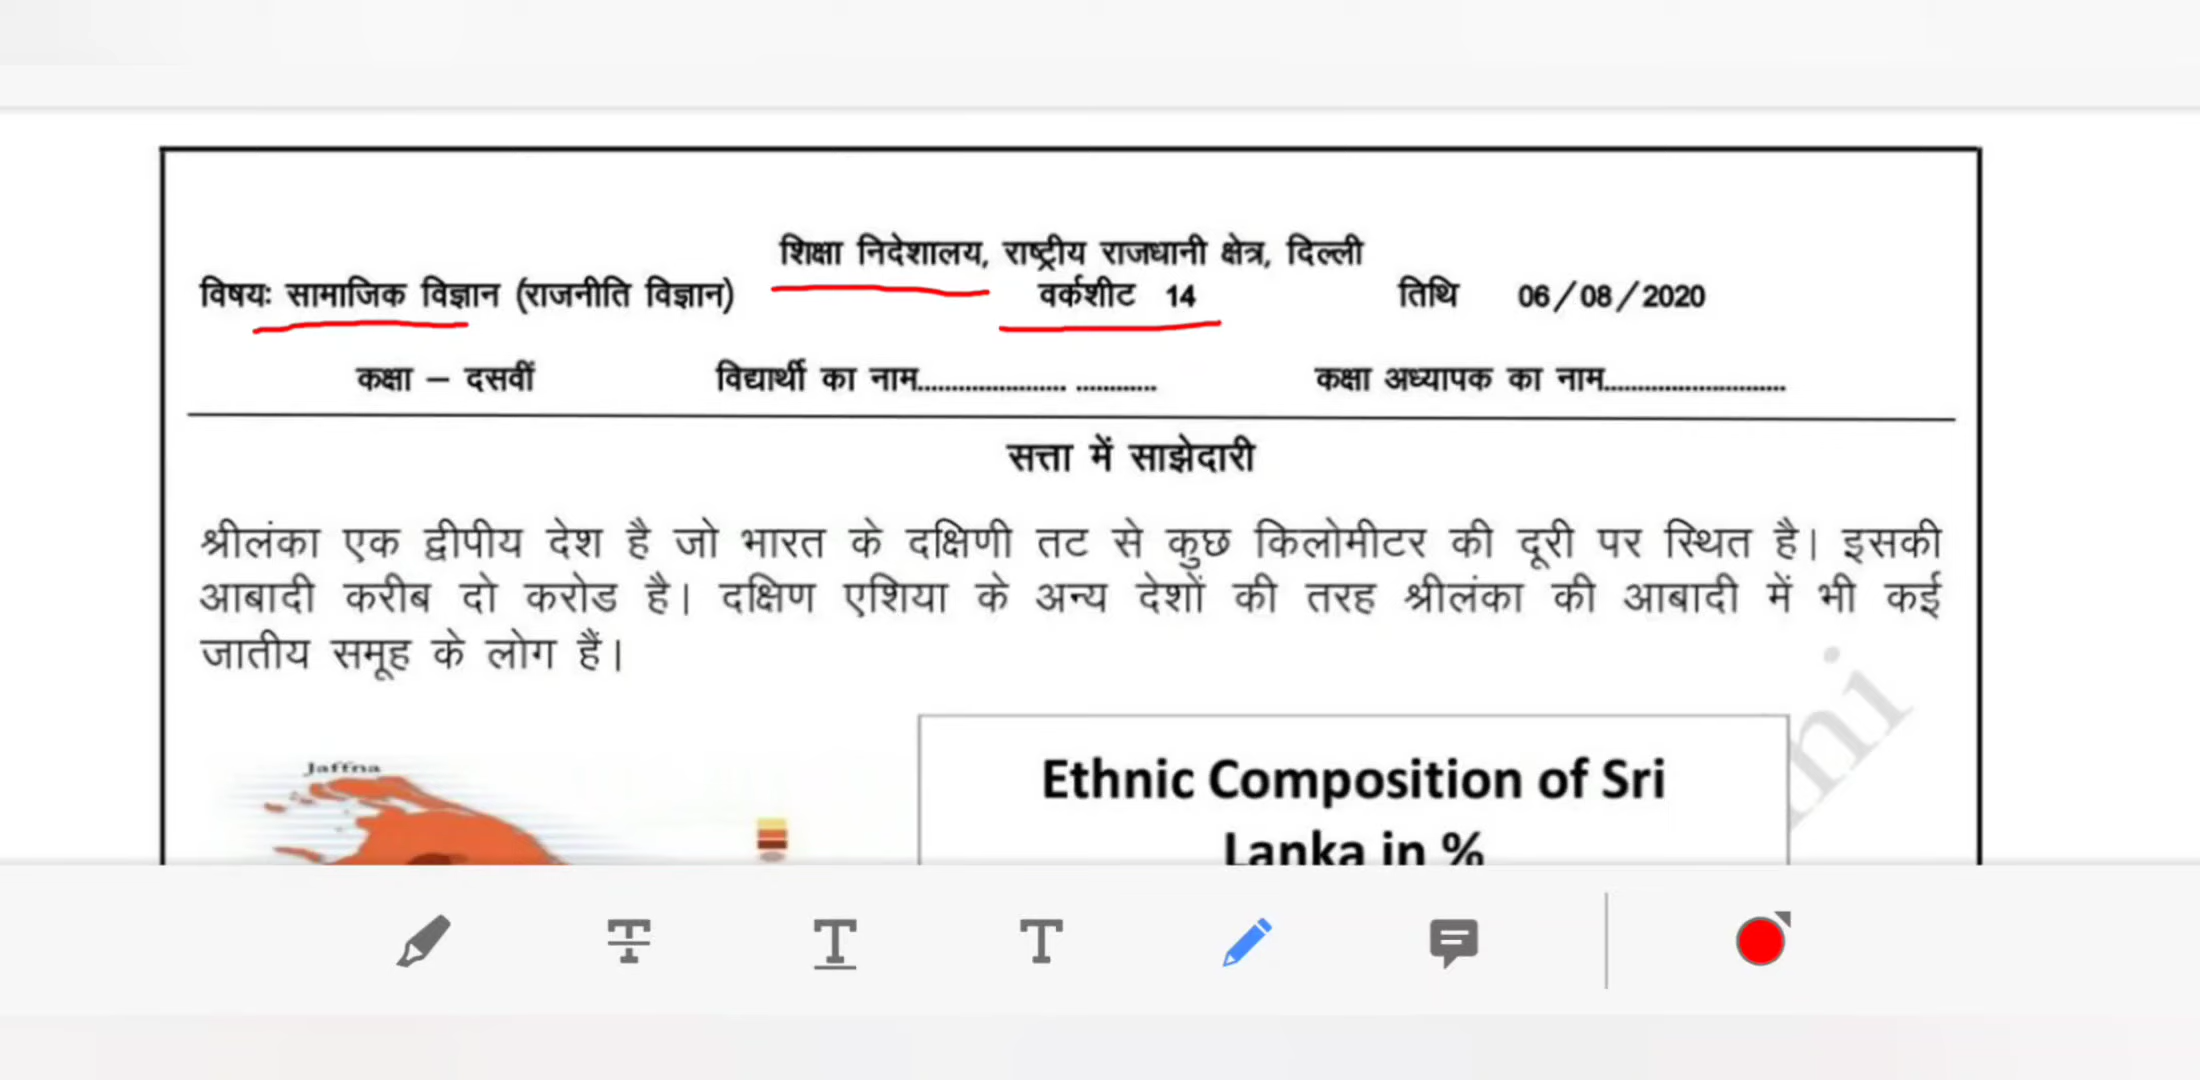 शिक्षा निदेशालय, राष्ट्रीय राजधानी क्षेत्र, दिल्ली
विषयः सामाजिक विज्ञान (राजनीति विज्ञान) वर्कशीट 14 तिथि 06/08/2020
कक्षा – दसवीं विद्यार्थी का नाम..................... ........... कक्षा अध्यापक का नाम..........................
सत्ता में साझेदारी
श्रीलंका एक द्वीपीय देश है जो भारत के दक्षिणी तट से कुछ किलोमीटर की दूरी पर स्थित है। इसकी
आबादी करीब दो करोड है। दक्षिण एशिया के अन्य देशों की तरह श्रीलंका की आबादी में भी कई
जातीय समूह के लोग हैं।
Jaffna
Ethnic Composition of Sri
Lanka in %